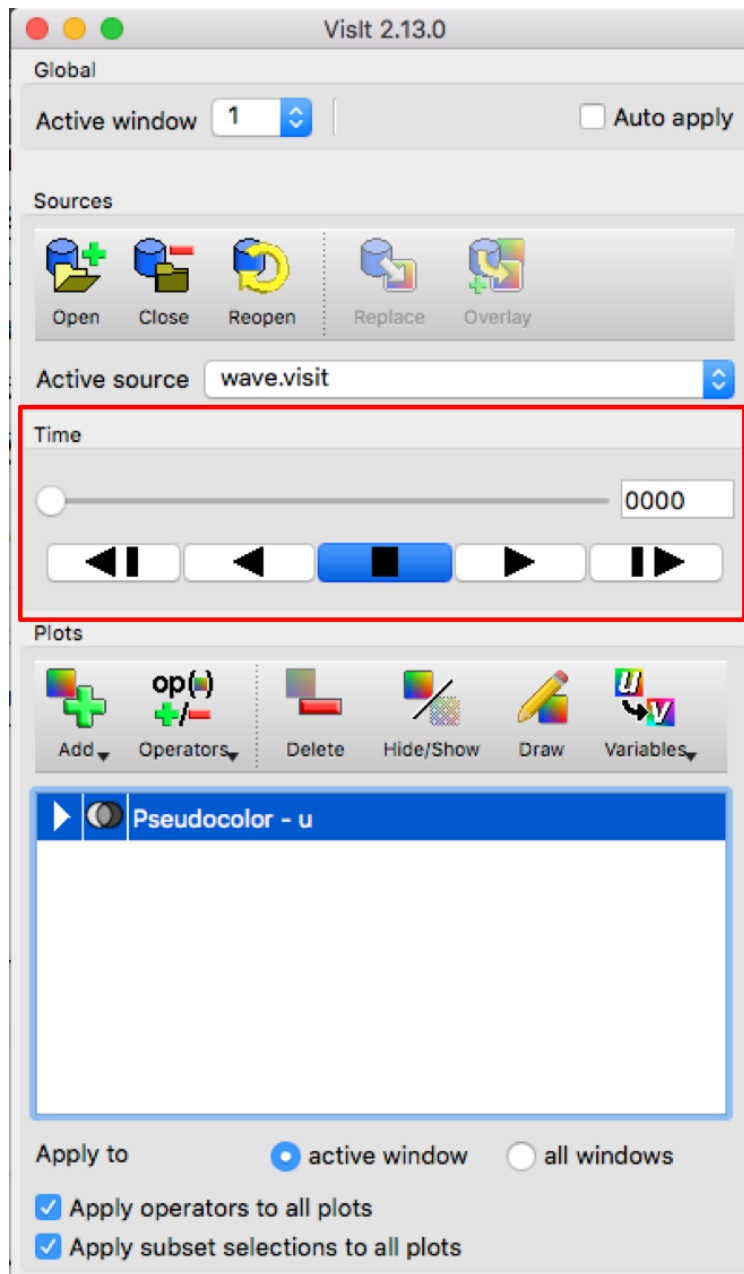 VisIt 2.13.0
Global
Active window 1 Auto apply
Sources
Open Close Reopen Replace Overlay
Active source wave.visit
Time
0000
Plots
op( ) +/-
Add Operators Delete Hide/Show Draw Variables
Pseudocolor - u
Apply to active window all windows
Apply operators to all plots
Apply subset selections to all plots